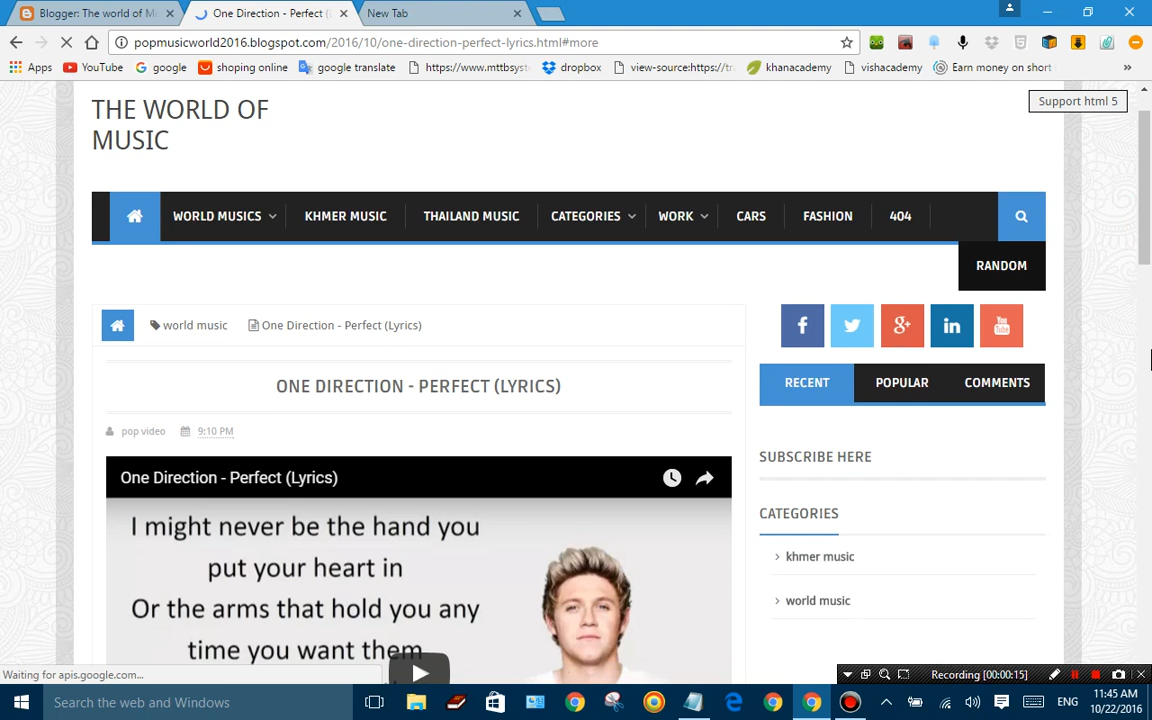 Blogger: The world of Mu
One Direction - Perfect (
New Tab
popmusicworld2016.blogspot.com/2016/10/one-direction-perfect-lyrics.html#more
Apps
YouTube
google
shoping online
google translate
https://www.mttbsyst
dropbox
view-source:https://tra
khanacademy
vishacademy
Earn money on short
»
THE WORLD OF
MUSIC
Support html 5
WORLD MUSICS
KHMER MUSIC
THAILAND MUSIC
CATEGORIES
WORK
CARS
FASHION
404
RANDOM
world music
One Direction - Perfect (Lyrics)
f
g+
in
You
Tube
ONE DIRECTION - PERFECT (LYRICS)
RECENT
POPULAR
COMMENTS
pop video
9:10 PM
SUBSCRIBE HERE
One Direction - Perfect (Lyrics)
CATEGORIES
I might never be the hand you
put your heart in
Or the arms that hold you any
time you want them
khmer music
world music
Waiting for apis.google.com...
Recording [00:00:15]
Search the web and Windows
ENG
11:45 AM
10/22/2016